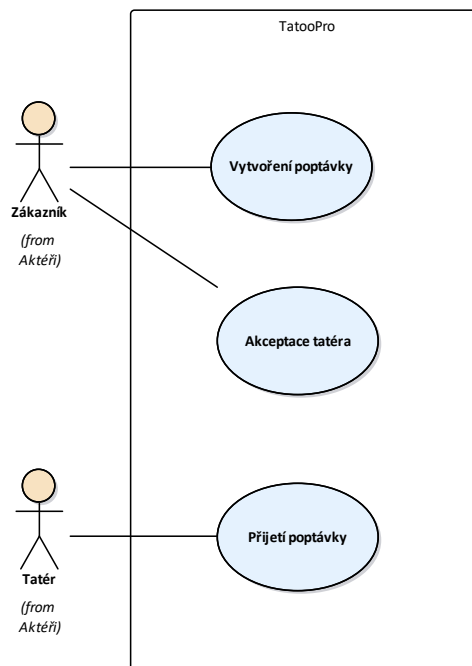 TatooPro
Vytvoření poptávky
Zákazník
(from
Aktéři)
Akceptace tatéra
Přijetí poptávky
Tatér
(from
Aktéři)